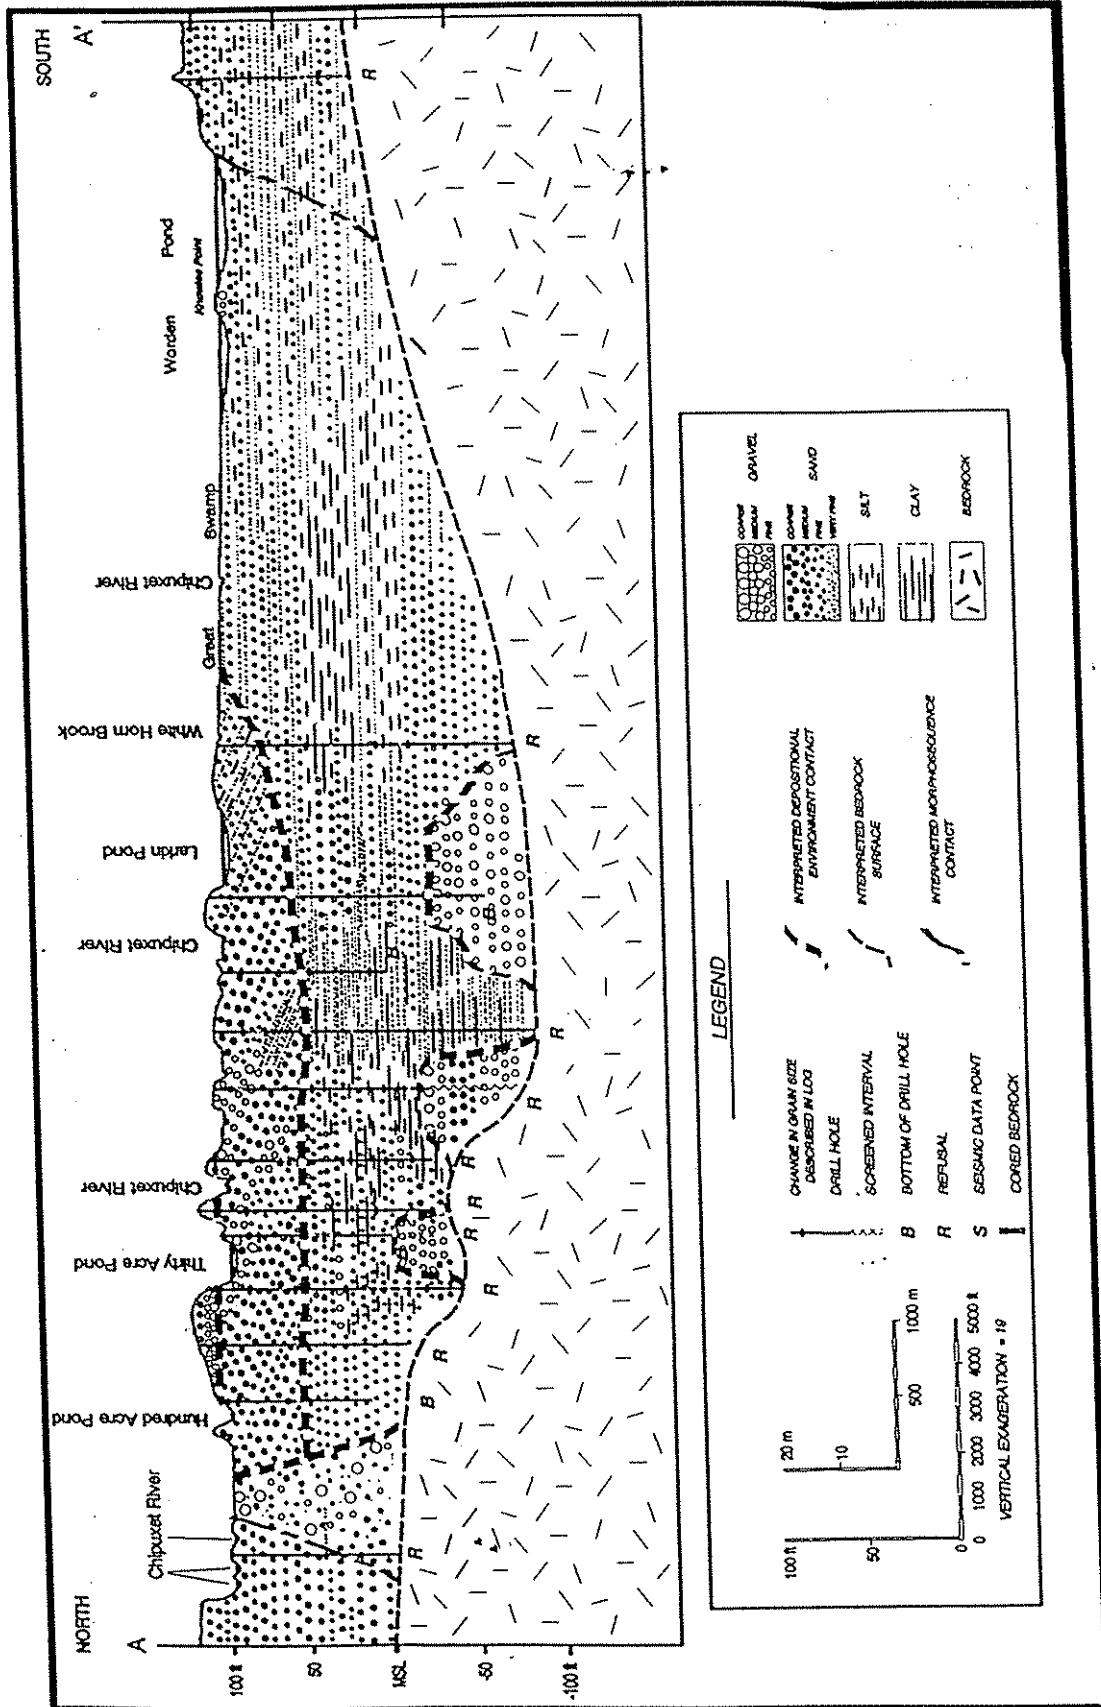 NORTH
SOUTH
A
A'
Chipuxet River
Hundred Acre Pond
Thirty Acre Pond
Chipuxet River
Chipuxet River
Larkin Pond
White Horn Brook
Great Swamp
Chipuxet River
Worden Pond
100 ft
50
MSL
-50
-100 ft
R
B
R
R
R
R
R
R
R
B
B
R
R
LEGEND
100 ft
50
0
0 1000 2000 3000 4000 5000 ft
20 m
10
500 1000 m
VERTICAL EXAGERATION = 19
CHANGE IN GRAIN SIZE
DESCRIBED IN LOG
DRILL HOLE
SCREENED INTERVAL
B BOTTOM OF DRILL HOLE
R REFUSAL
S SEISMIC DATA POINT
CORED BEDROCK
INTERPRETED DEPOSITIONAL
ENVIRONMENT CONTACT
INTERPRETED BEDROCK
SURFACE
INTERPRETED MORPHOSEQUENCE
CONTACT
COARSE
MEDIUM GRAVEL
FINE
COARSE
MEDIUM SAND
FINE
VERY FINE
SILT
CLAY
BEDROCK